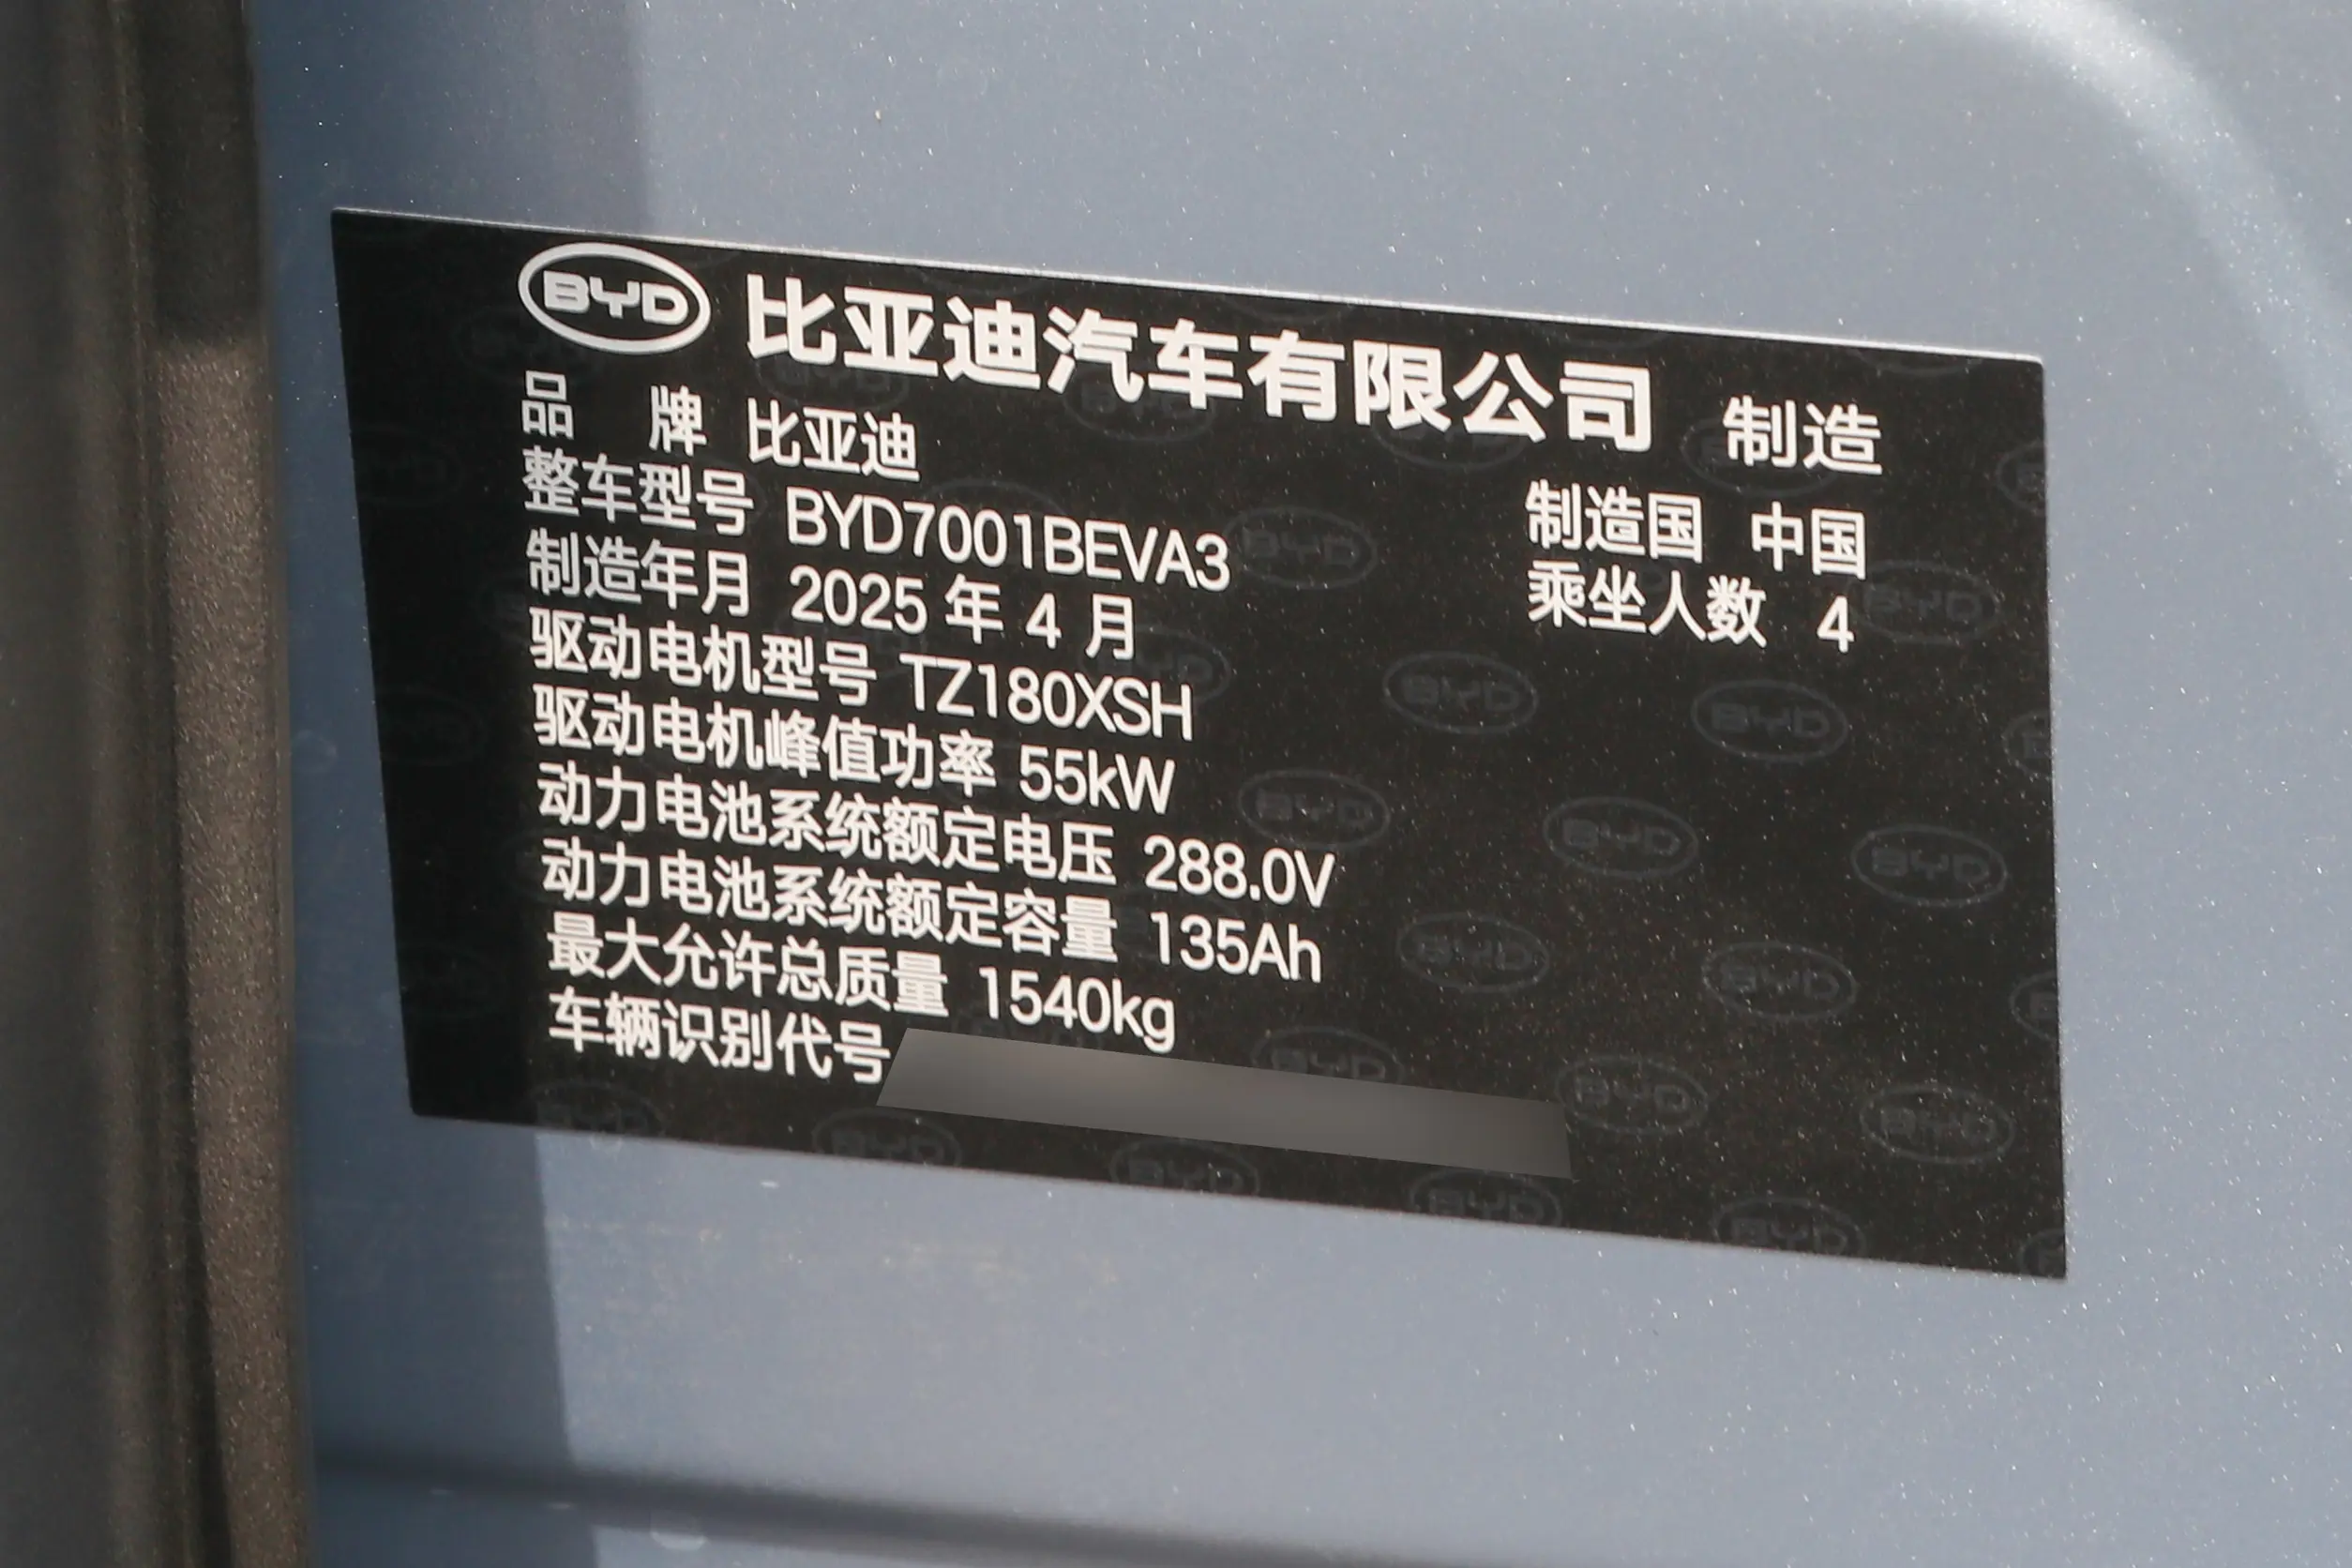 BYD 比亚迪汽车有限公司 制造
品 牌 比亚迪
整车型号 BYD7001BEVA3 制造国 中国
制造年月 2025 年 4 月 乘坐人数 4
驱动电机型号 TZ180XSH
驱动电机峰值功率 55kW
动力电池系统额定电压 288.0V
动力电池系统额定容量 135Ah
最大允许总质量 1540kg
车辆识别代号